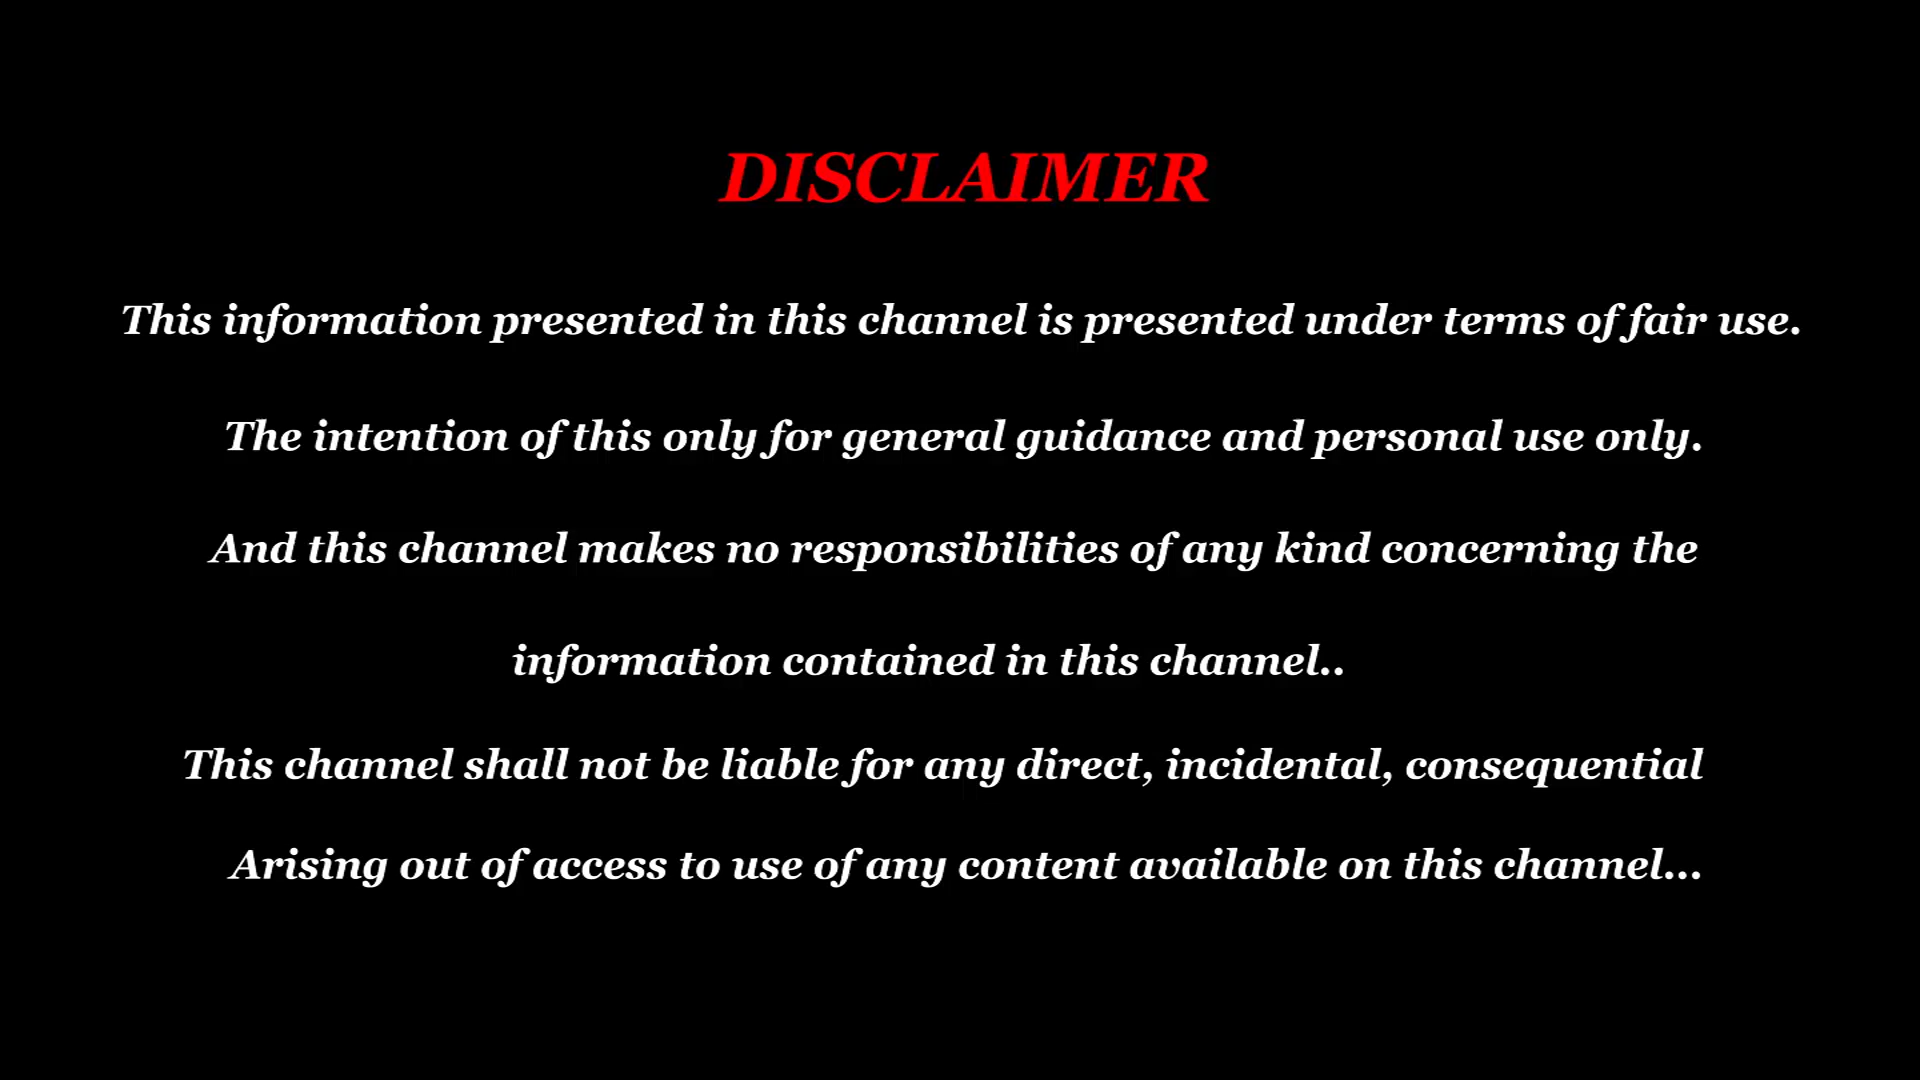 DISCLAIMER
This information presented in this channel is presented under terms of fair use.
The intention of this only for general guidance and personal use only.
And this channel makes no responsibilities of any kind concerning the
information contained in this channel..
This channel shall not be liable for any direct, incidental, consequential
Arising out of access to use of any content available on this channel...